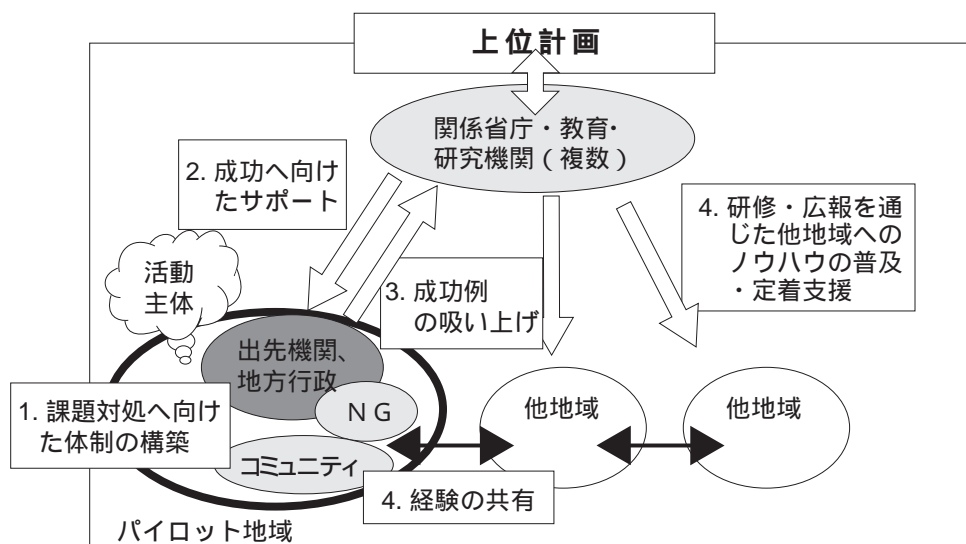 上位計画
関係省庁・教育・
研究機関（複数）
2. 成功へ向け
たサポート
4. 研修・広報を通
じた他地域への
ノウハウの普及
・定着支援
活動
主体
3. 成功例
の吸い上げ
出先機関、
地方行政
ＮＧ
1. 課題対処へ向け
た体制の構築
コミュニティ
他地域
他地域
4. 経験の共有
パイロット地域